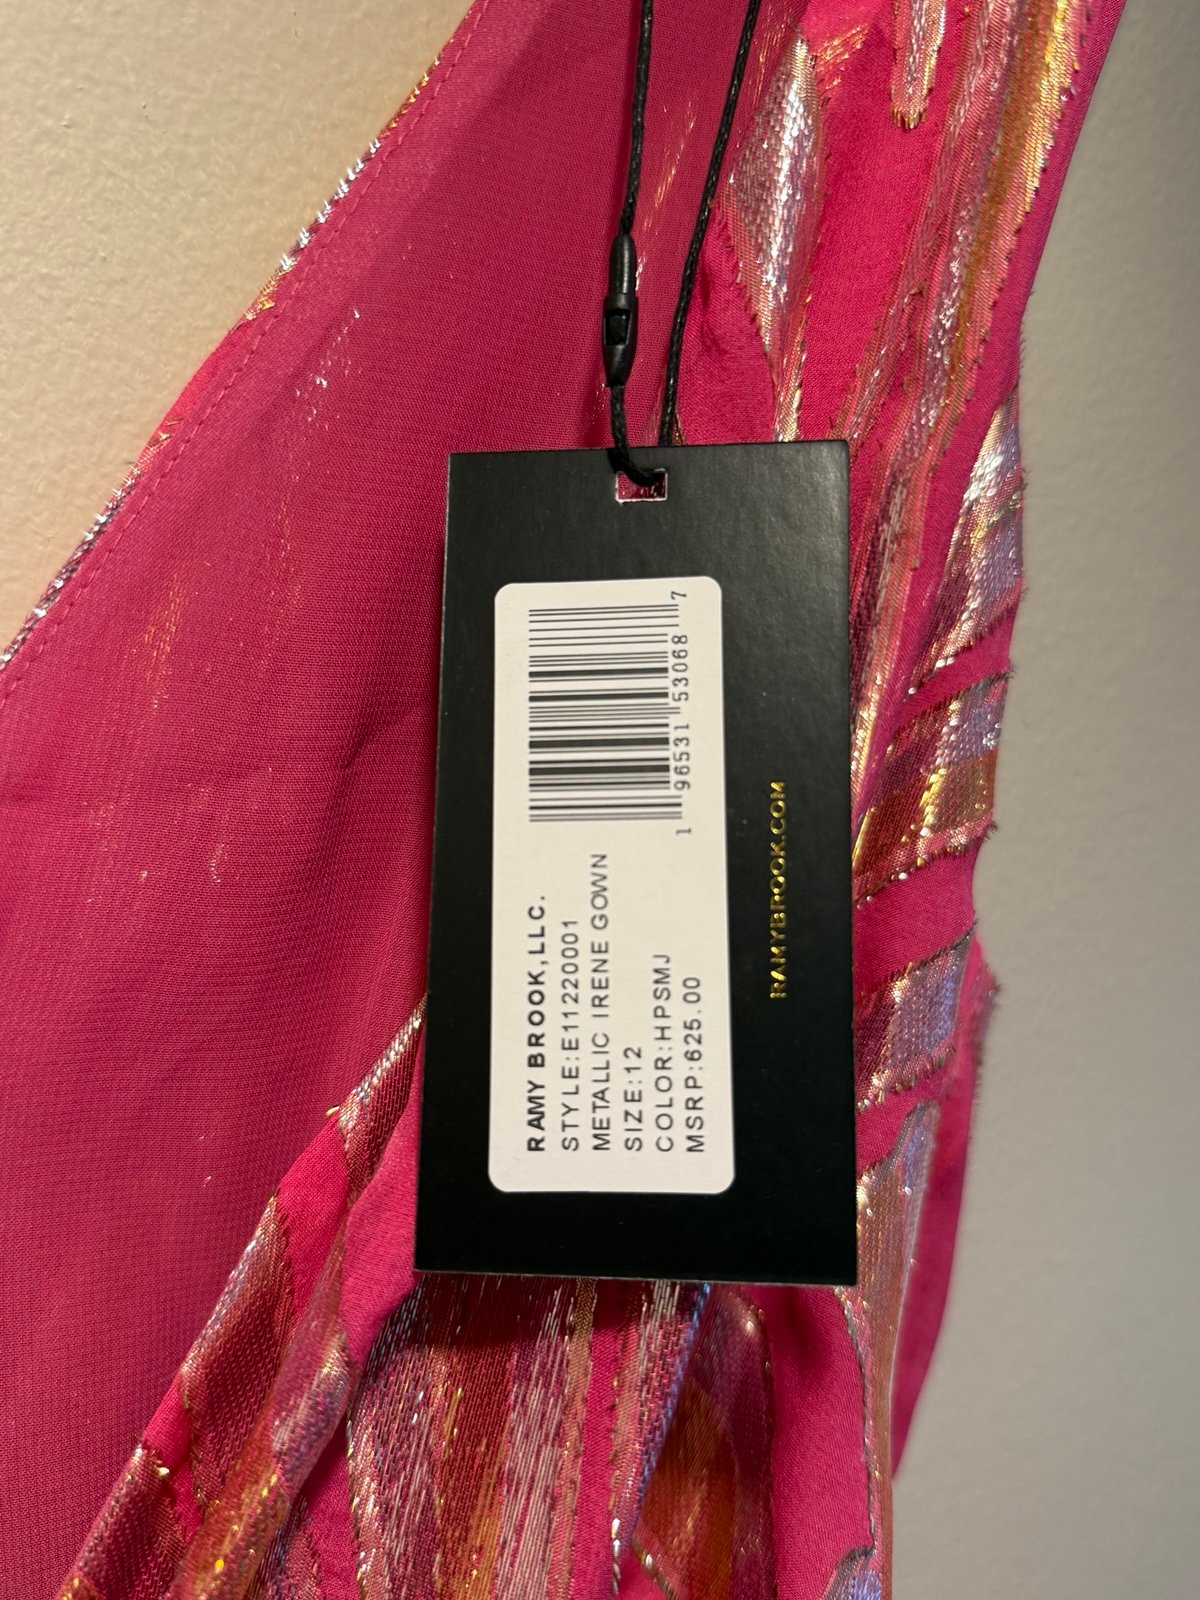 RAMY BROOK,LLC.
STYLE:E11220001
METALLIC IRENE GOWN
SIZE:12
COLOR:HPSMJ
MSRP:625.00
1 96531 53068 7
RAMYBROOK.COM